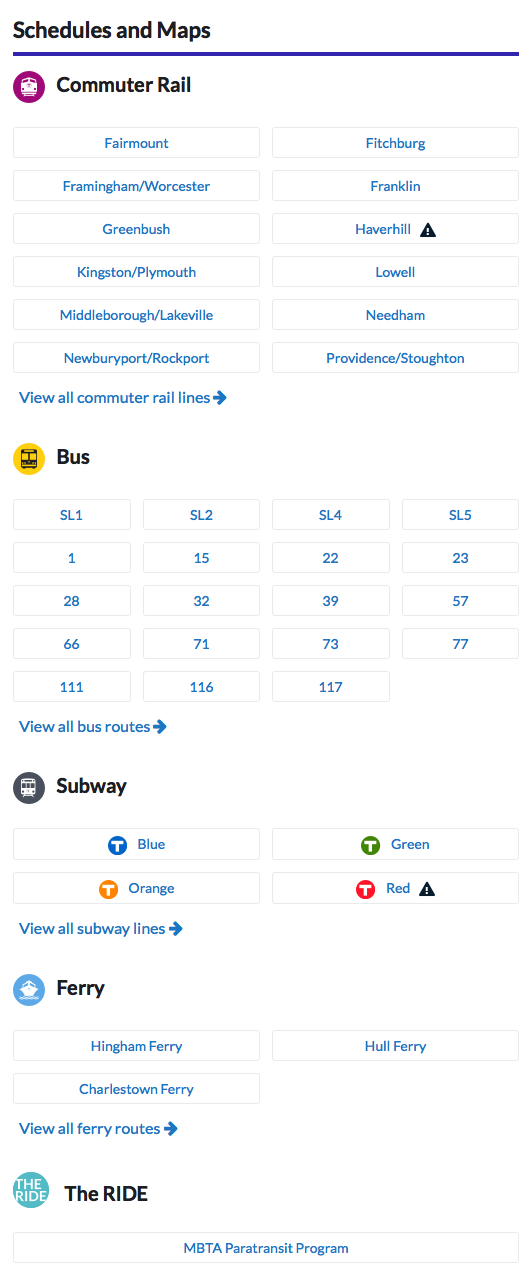 Schedules and Maps
Commuter Rail
Fairmount Fitchburg
Framingham/Worcester Franklin
Greenbush Haverhill
Kingston/Plymouth Lowell
Middleborough/Lakeville Needham
Newburyport/Rockport Providence/Stoughton
View all commuter rail lines
Bus
SL1 SL2 SL4 SL5
1 15 22 23
28 32 39 57
66 71 73 77
111 116 117
View all bus routes
Subway
T Blue T Green
T Orange T Red
View all subway lines
Ferry
Hingham Ferry Hull Ferry
Charlestown Ferry
View all ferry routes
THE
RIDE
The RIDE
MBTA Paratransit Program